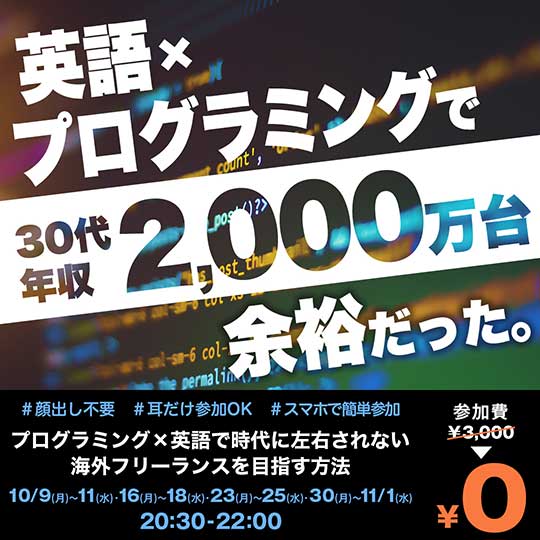 英語×
プログラミングで
30代
年収
2,000万台
余裕だった。
#顔出し不要 #耳だけ参加OK #スマホで簡単参加
プログラミング×英語で時代に左右されない
海外フリーランスを目指す方法
10/9(月)~11(水)・16(月)~18(水)・23(月)~25(水)・30(月)~11/1(水)
20:30-22:00
参加費
¥3,000
¥0